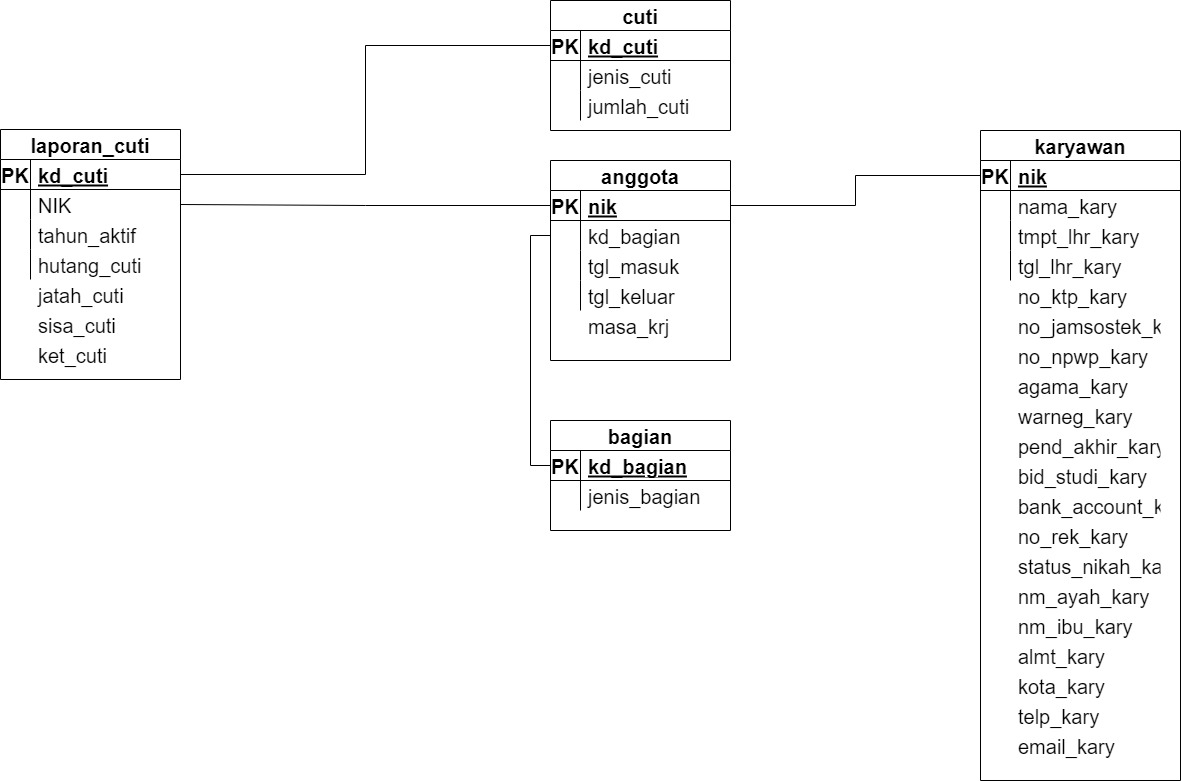 cuti
PK kd_cuti
jenis_cuti
jumlah_cuti
laporan_cuti
PK kd_cuti
NIK
tahun_aktif
hutang_cuti
jatah_cuti
sisa_cuti
ket_cuti
anggota
PK nik
kd_bagian
tgl_masuk
tgl_keluar
masa_krj
bagian
PK kd_bagian
jenis_bagian
karyawan
PK nik
nama_kary
tmpt_lhr_kary
tgl_lhr_kary
no_ktp_kary
no_jamsostek_k
no_npwp_kary
agama_kary
warneg_kary
pend_akhir_kary
bid_studi_kary
bank_account_k
no_rek_kary
status_nikah_ka
nm_ayah_kary
nm_ibu_kary
almt_kary
kota_kary
telp_kary
email_kary